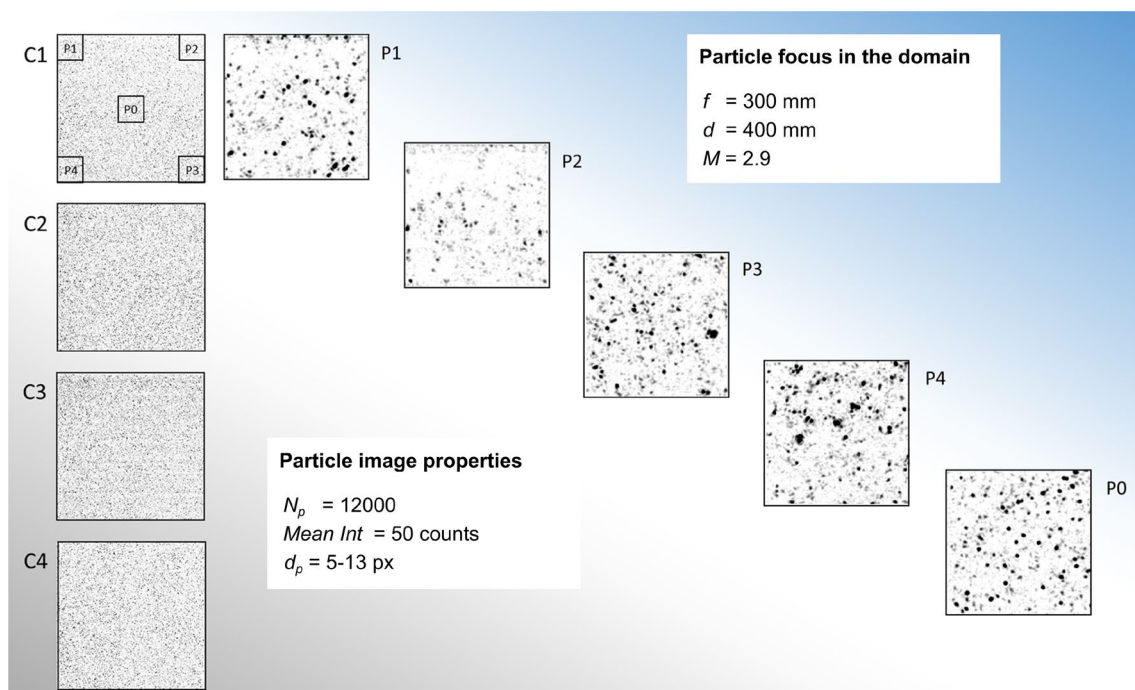 C1
P1
P2
P0
P4
P3
P1
P2
P3
P4
P0
C2
C3
C4
Particle focus in the domain
f = 300 mm
d = 400 mm
M = 2.9
Particle image properties
Np = 12000
Mean Int = 50 counts
dp = 5-13 px